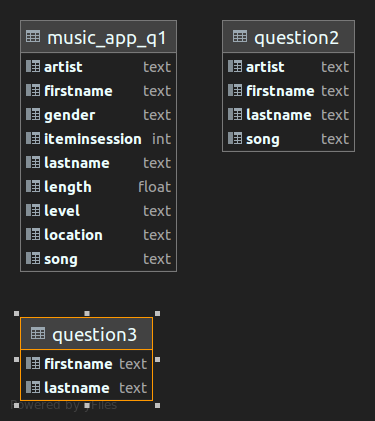 music_app_q1
artist text
firstname text
gender text
iteminsession int
lastname text
length float
level text
location text
song text
question2
artist text
firstname text
lastname text
song text
question3
firstname text
lastname text
Powered by yFiles